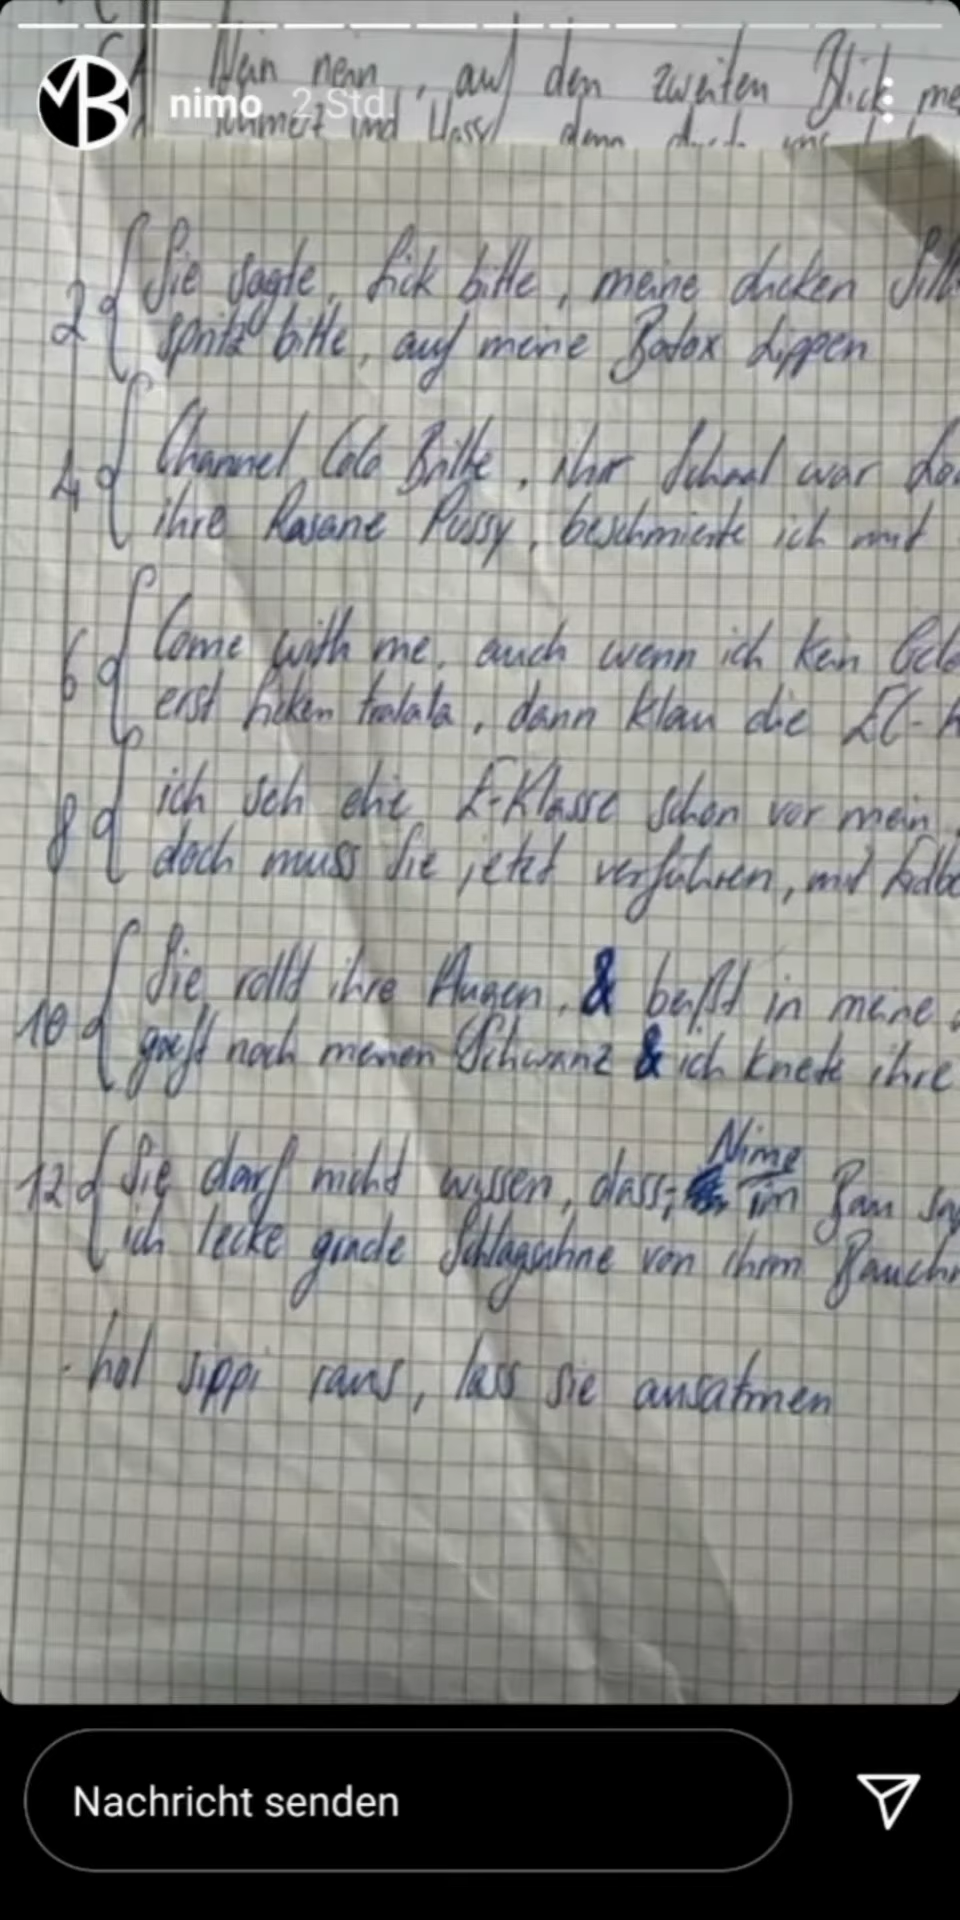 Nein nein, auf den zweiten Blick
nimo 2 Std.
und
2 Sie sagte, fick bitte, meine dicken
spritz bitte, auf meine Botox Lippen
4 Channel Coco Brille, ihr Schaal war
ihre Rasane Pussy, beschmierte ich mit
6 Come with me, auch wenn ich kein
erst ficken tralala, dann klau die EC-
8 ich seh die E-Klasse schon vor mein
doch muss sie jetzt verführen, mit
10 Sie rollt ihre Augen, & beißt in meine
greift nach meinen Schwanz & ich knete ihre
Nimo
12 Sie darf nicht wissen, dass, im Bau
ich lecke grade Schlagsahne von ihrem
- hol sippi raus, lass sie ausatmen
Nachricht senden